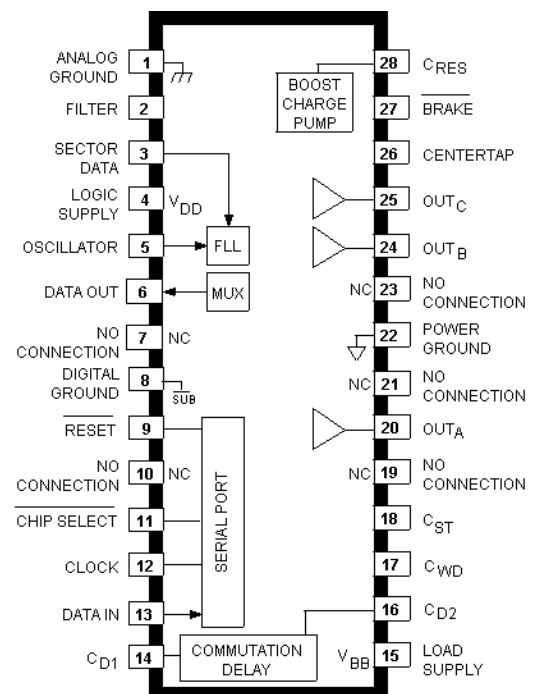 ANALOG
GROUND
1
FILTER
2
SECTOR
DATA
3
LOGIC
SUPPLY
4
VDD
OSCILLATOR
5
FLL
DATA OUT
6
MUX
NO
CONNECTION
7
NC
DIGITAL
GROUND
8
SUB
RESET
9
NO
CONNECTION
10
NC
CHIP SELECT
11
CLOCK
12
DATA IN
13
SERIAL PORT
CD1
14
COMMUTATION
DELAY
BOOST
CHARGE
PUMP
28
CRES
27
BRAKE
26
CENTERTAP
25
OUTC
24
OUTB
NC
23
NO
CONNECTION
22
POWER
GROUND
NC
21
NO
CONNECTION
20
OUTA
NC
19
NO
CONNECTION
18
CST
17
CWD
16
CD2
VBB
15
LOAD
SUPPLY